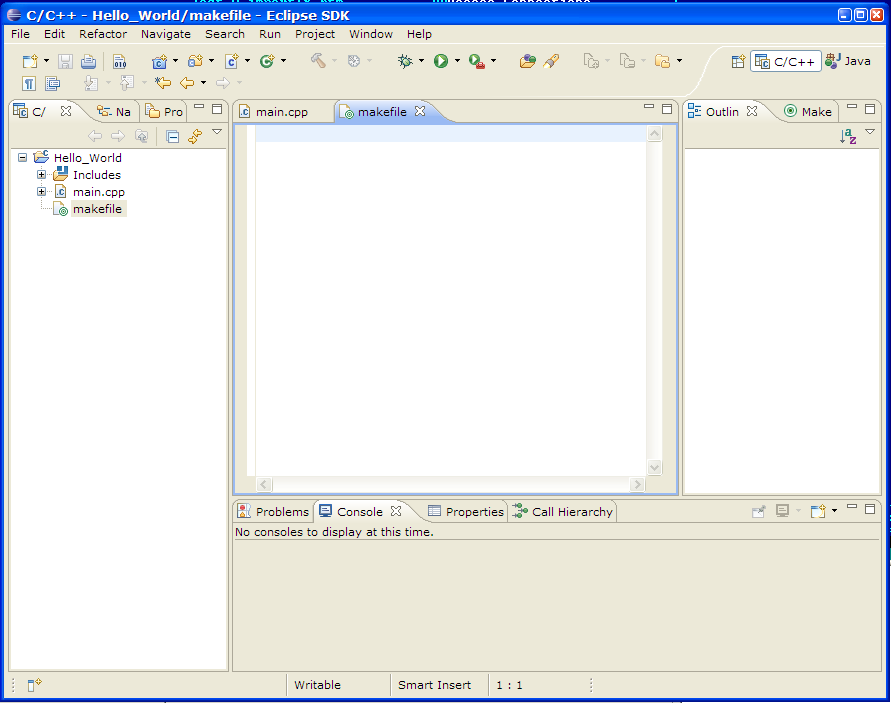 C/C++ - Hello_World/makefile - Eclipse SDK
File Edit Refactor Navigate Search Run Project Window Help
010
C/C++ Java
C/ Na Pro
main.cpp makefile
Outlin Make
Hello_World
Includes
main.cpp
makefile
Problems Console Properties Call Hierarchy
No consoles to display at this time.
Writable Smart Insert 1 : 1